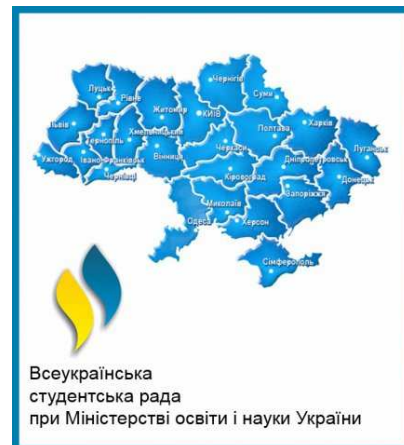 Чернігів
Суми
Луцьк
Рівне
Житомир
КИЇВ
Львів
Тернопіль
Хмельницький
Полтава
Харків
Черкаси
Луганськ
Ужгород
Івано-Франківськ
Вінниця
Чернівці
Кіровоград
Дніпропетровськ
Донецьк
Запоріжжя
Миколаїв
Одеса
Херсон
Сімферополь
Всеукраїнська
студентська рада
при Міністерстві освіти і науки України